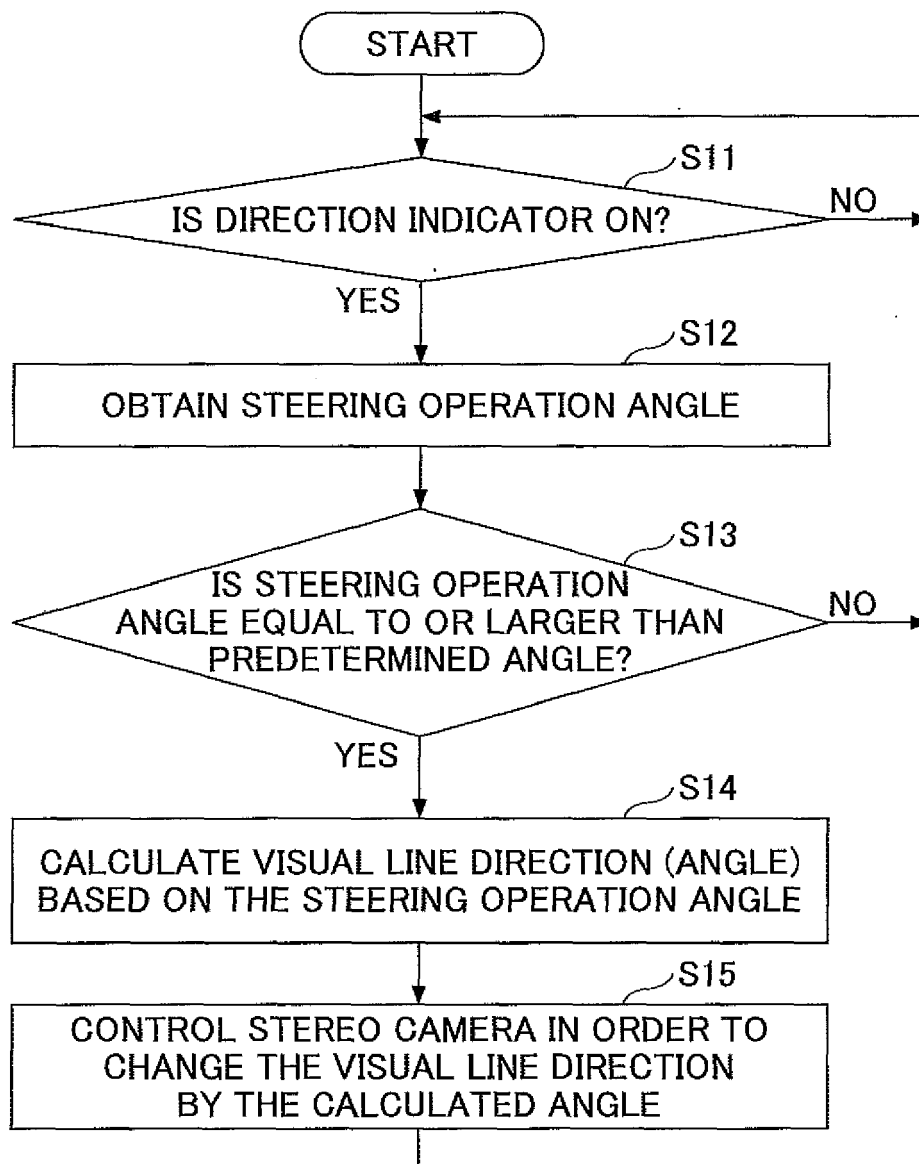 START
S11
IS DIRECTION INDICATOR ON?
NO
YES
S12
OBTAIN STEERING OPERATION ANGLE
S13
IS STEERING OPERATION
ANGLE EQUAL TO OR LARGER THAN
PREDETERMINED ANGLE?
NO
YES
S14
CALCULATE VISUAL LINE DIRECTION (ANGLE)
BASED ON THE STEERING OPERATION ANGLE
S15
CONTROL STEREO CAMERA IN ORDER TO
CHANGE THE VISUAL LINE DIRECTION
BY THE CALCULATED ANGLE